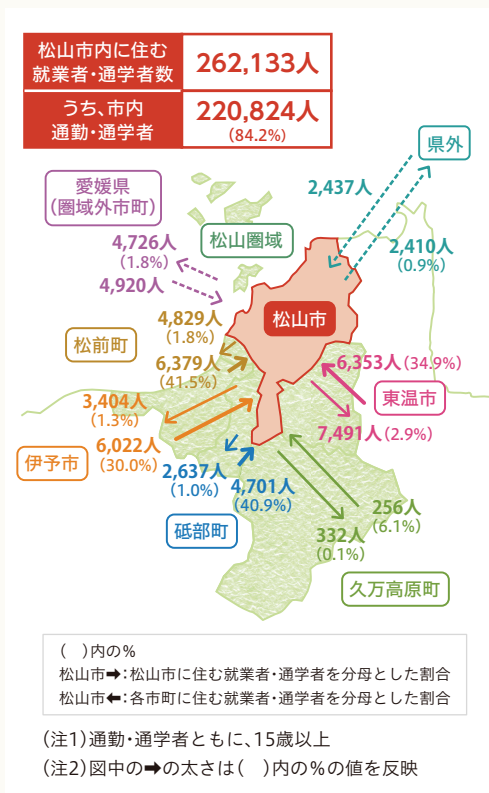 松山市内に住む
就業者・通学者数
262,133人
うち、市内
通勤・通学者
220,824人
(84.2%)
県外
愛媛県
(圏域外市町)
2,437人
松山圏域
2,410人
(0.9%)
4,726人
(1.8%)
4,920人
松山市
4,829人
(1.8%)
松前町
6,379人
(41.5%)
6,353人(34.9%)
東温市
3,404人
(1.3%)
7,491人(2.9%)
6,022人
(30.0%)
伊予市
2,637人
(1.0%)
4,701人
(40.9%)
砥部町
256人
(6.1%)
332人
(0.1%)
久万高原町
( )内の%
松山市➡:松山市に住む就業者・通学者を分母とした割合
松山市⬅:各市町に住む就業者・通学者を分母とした割合
(注1)通勤・通学者ともに、15歳以上
(注2)図中の➡の太さは( )内の%の値を反映